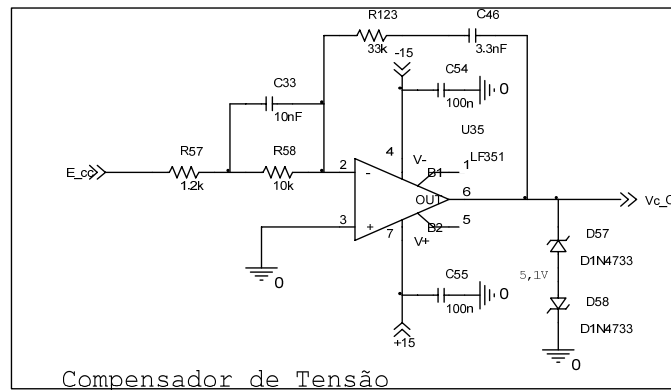 R123
C46
33k
3.3nF
-15
C33
C54
0
10nF
100n
U35
R57
R58
4
V-
1
LF351
E_cc
2
-
B1
1.2k
10k
OUT
6
3
+
B2
5
7
V+
D57
0
D1N4733
C55
5,1V
0
D58
100n
D1N4733
+15
0
Compensador de Tensão